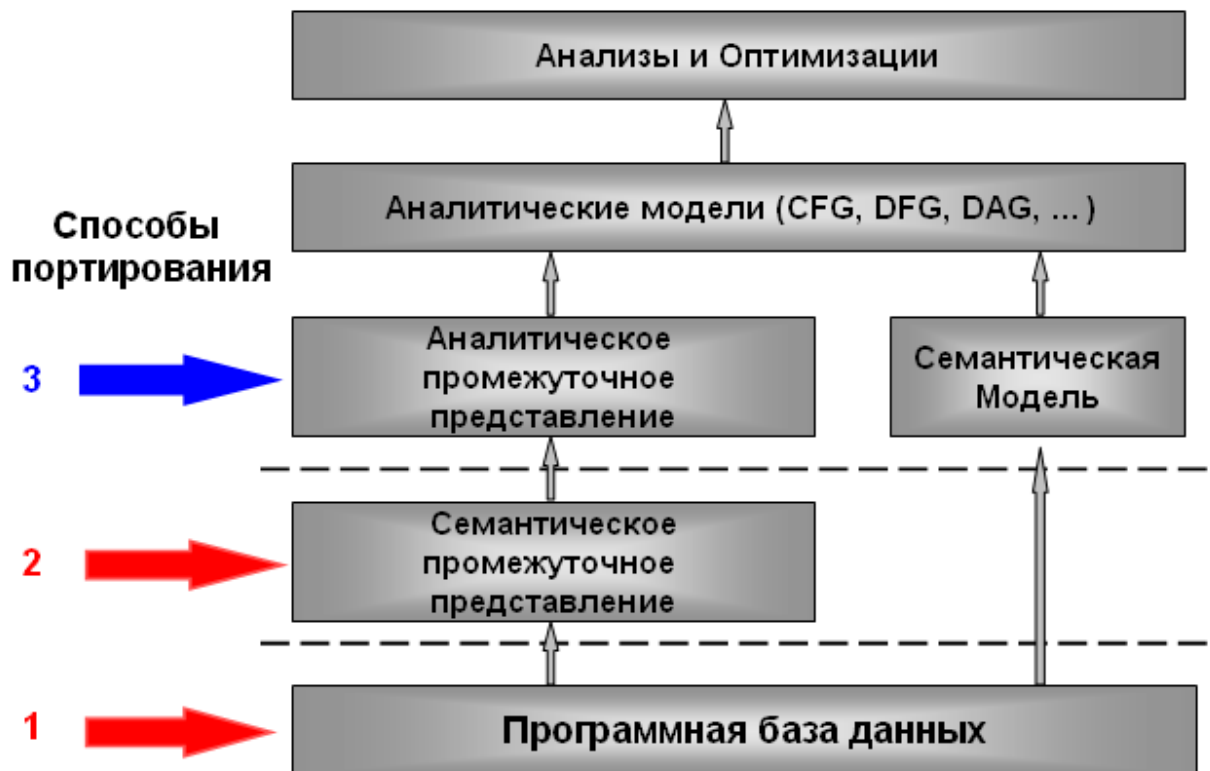 Анализы и Оптимизации
Аналитические модели (CFG, DFG, DAG, ...)
Способы
портирования
3
Аналитическое
промежуточное
представление
Семантическая
Модель
2
Семантическое
промежуточное
представление
1
Программная база данных